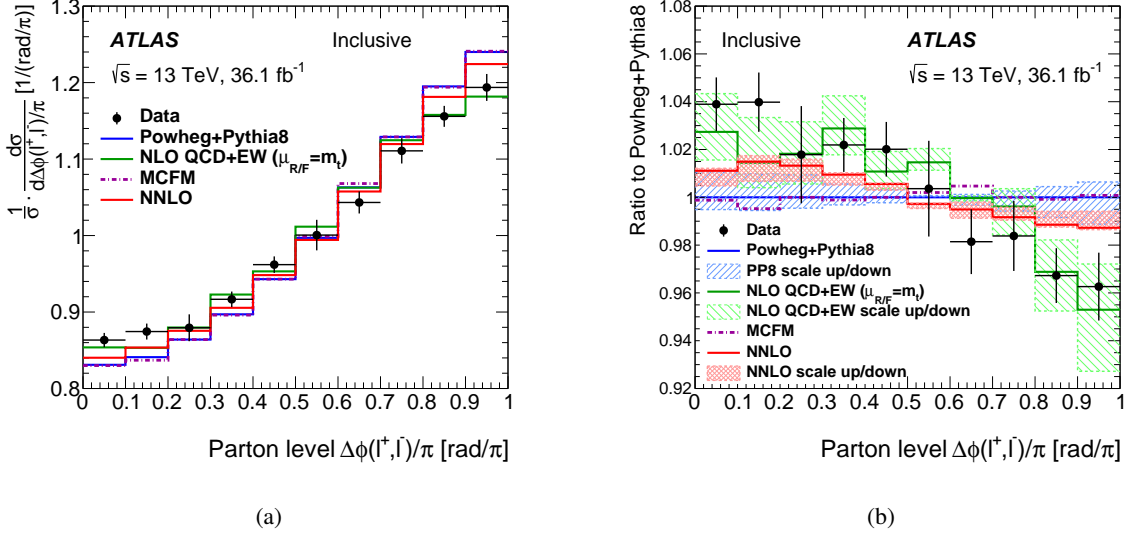 1/σ · dσ/dΔϕ(l⁺,l⁻)/π [1/(rad/π)]
1.3
1.2
1.1
1
0.9
0.8
ATLAS Inclusive
√s = 13 TeV, 36.1 fb⁻¹
Data
Powheg+Pythia8
NLO QCD+EW (μR/F=mt)
MCFM
NNLO
0 0.1 0.2 0.3 0.4 0.5 0.6 0.7 0.8 0.9 1
Parton level Δϕ(l⁺,l⁻)/π [rad/π]
(a)
Ratio to Powheg+Pythia8
1.08
1.06
1.04
1.02
1
0.98
0.96
0.94
0.92
Inclusive ATLAS
√s = 13 TeV, 36.1 fb⁻¹
Data
Powheg+Pythia8
PP8 scale up/down
NLO QCD+EW (μR/F=mt)
NLO QCD+EW scale up/down
MCFM
NNLO
NNLO scale up/down
0 0.1 0.2 0.3 0.4 0.5 0.6 0.7 0.8 0.9 1
Parton level Δϕ(l⁺,l⁻)/π [rad/π]
(b)